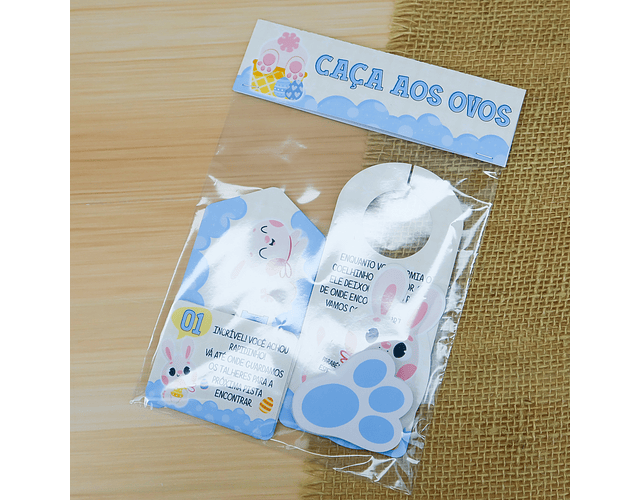 CAÇA AOS OVOS
ENQUANTO
COELHINHO
ELE DEIXOU
DE ONDE
VAMOS
01
INCRÍVEL! VOCÊ ACHOU
RAPIDINHO
VÁ ATÉ ONDE GUARDAMOS
OS TALHERES PARA A
PRÓXIMA PISTA
ENCONTRAR